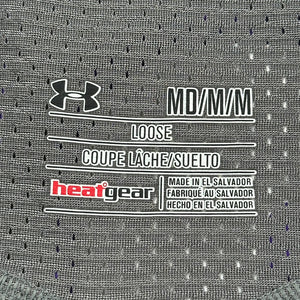 MD/M/M
LOOSE
COUPE LÂCHE/SUELTO
heatgear
MADE IN EL SALVADOR
FABRIQUÉ AU SALVADOR
HECHO EN EL SALVADOR